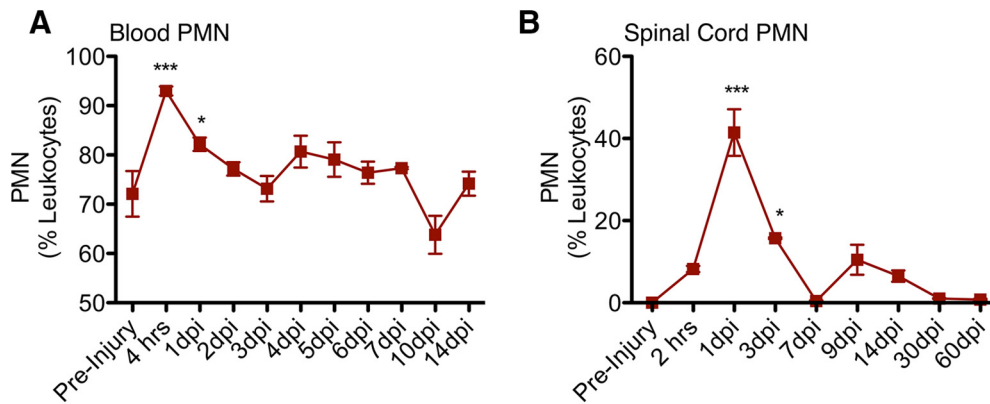 A
Blood PMN
PMN
(% Leukocytes)
100
90
80
70
60
50
***
*
Pre-Injury
4 hrs
1dpi
2dpi
3dpi
4dpi
5dpi
6dpi
7dpi
10dpi
14dpi
B
Spinal Cord PMN
PMN
(% Leukocytes)
60
40
20
0
***
*
Pre-Injury
2 hrs
1dpi
3dpi
7dpi
9dpi
14dpi
30dpi
60dpi